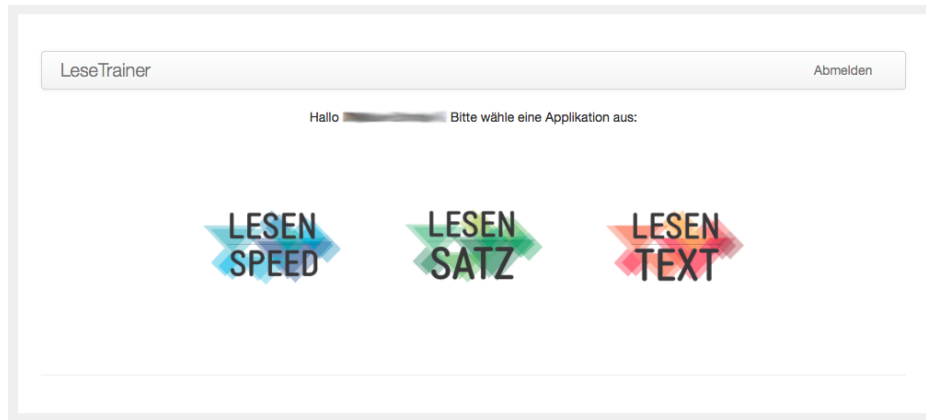 LeseTrainer Abmelden
Hallo Bitte wähle eine Applikation aus:
LESEN LESEN LESEN
SPEED SATZ TEXT